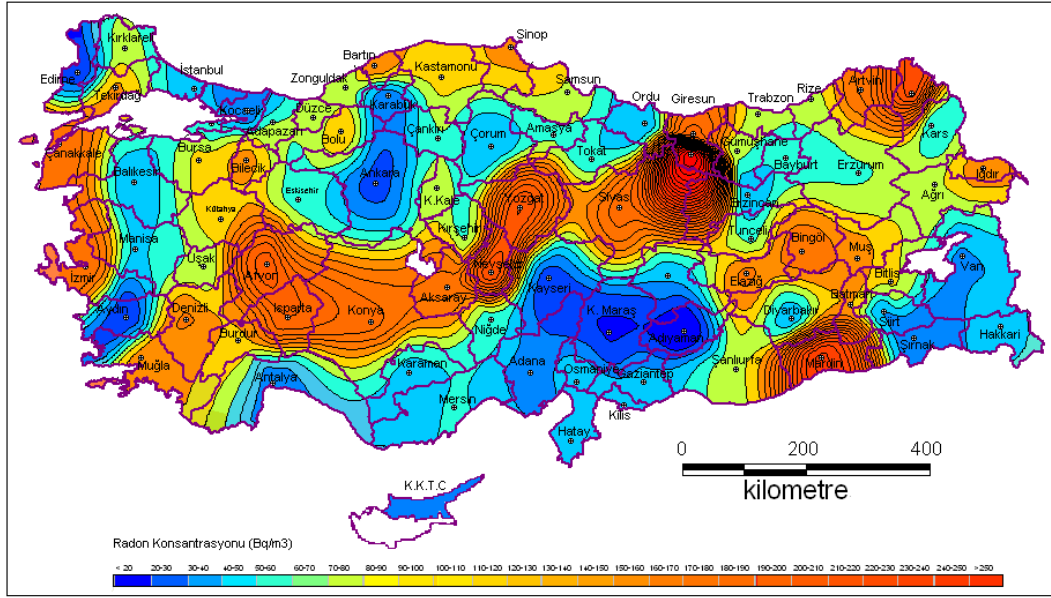 Sinop
Kırklareli
Bartın
Kastamonu
Zonguldak
Edirne
İstanbul
Samsun
Artvin
Rize
Tekirdağ
Karabük
Ordu
Giresun
Trabzon
Kocaeli
Düzce
Adapazarı
Bolu
Çankırı
Çorum
Amasya
Kars
Gümüşhane
Çanakkale
Bursa
Bilecik
Tokat
Bayburt
Erzurum
Balıkesir
Ankara
Iğdır
Eskişehir
K.Kale
Yozgat
Sivas
Erzincan
Ağrı
Kütahya
Kırşehir
Tunceli
Manisa
Bingöl
Muş
Uşak
Afyon
Nevşehir
Van
İzmir
Kayseri
Elazığ
Bitlis
Aksaray
Batman
Aydın
Denizli
Isparta
Konya
K. Maraş
Adıyaman
Diyarbakır
Siirt
Niğde
Burdur
Hakkari
Şırnak
Muğla
Karaman
Adana
Osmaniye
Şanlıurfa
Mardin
Antalya
Gaziantep
Mersin
Kilis
Hatay
0 200 400
kilometre
K.K.T.C
Radon Konsantrasyonu (Bq/m3)
< 20 20-30 30-40 40-50 50-60 60-70 70-80 80-90 90-100 100-110 110-120 120-130 130-140 140-150 150-160 160-170 170-180 180-190 190-200 200-210 210-220 220-230 230-240 240-250 >250